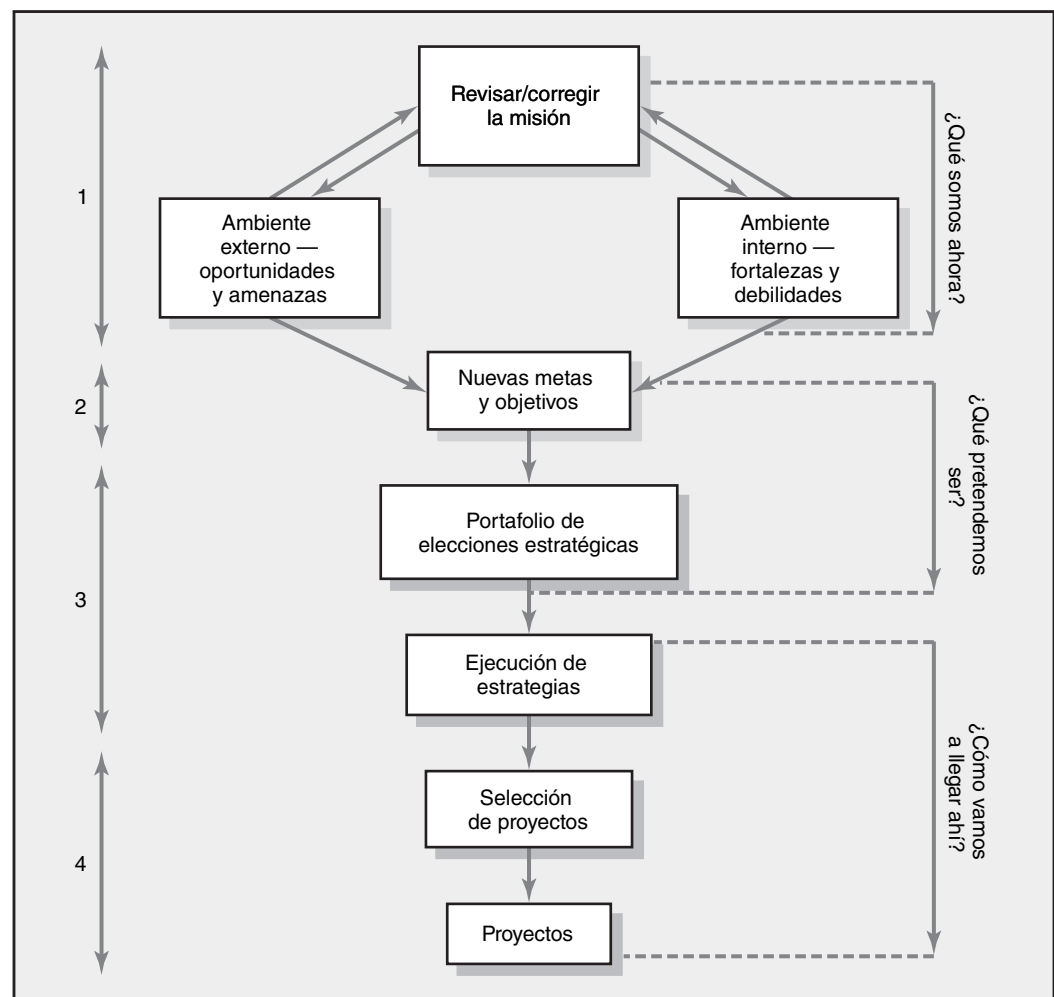 Revisar/corregir
la misión
1
Ambiente
externo —
oportunidades
y amenazas
Ambiente
interno —
fortalezas y
debilidades
¿Qué somos ahora?
2
Nuevas metas
y objetivos
¿Qué pretendemos
ser?
3
Portafolio de
elecciones estratégicas
Ejecución de
estrategias
¿Cómo vamos
a llegar ahí?
4
Selección
de proyectos
Proyectos